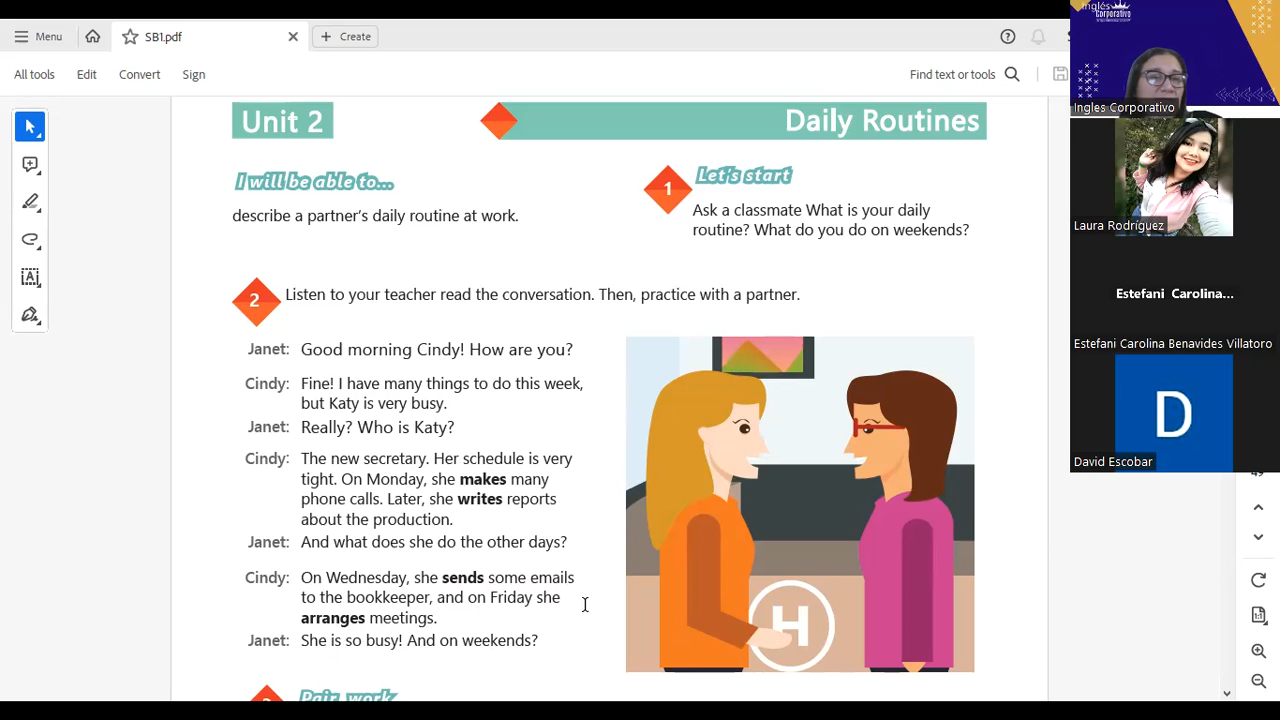 Menu
SB1.pdf
Create
All tools
Edit
Convert
Sign
Find text or tools
Unit 2
Daily Routines
I will be able to...
describe a partner's daily routine at work.
1
Let's start
Ask a classmate What is your daily
routine? What do you do on weekends?
2
Listen to your teacher read the conversation. Then, practice with a partner.
Janet: Good morning Cindy! How are you?
Cindy: Fine! I have many things to do this week,
but Katy is very busy.
Janet: Really? Who is Katy?
Cindy: The new secretary. Her schedule is very
tight. On Monday, she makes many
phone calls. Later, she writes reports
about the production.
Janet: And what does she do the other days?
Cindy: On Wednesday, she sends some emails
to the bookkeeper, and on Friday she
arranges meetings.
Janet: She is so busy! And on weekends?
H
Pair work
Inglés
Corporativo
Ingles Corporativo
Laura Rodríguez
Estefani Carolina...
Estefani Carolina Benavides Villatoro
D
David Escobar